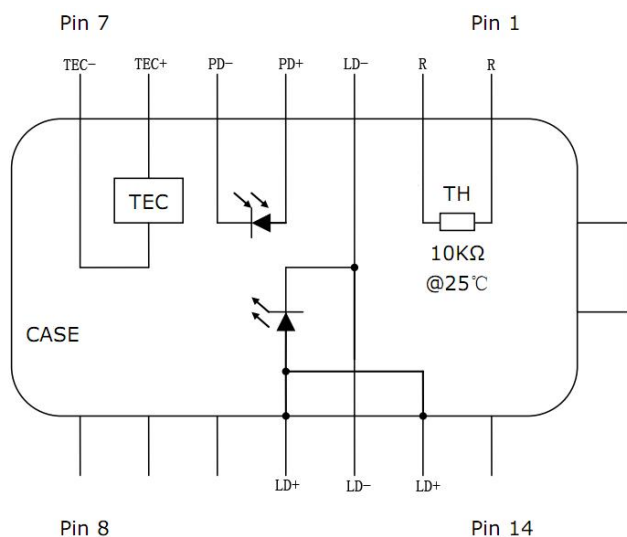 Pin 7 Pin 1
TEC- TEC+ PD- PD+ LD- R R
TEC
TH
10KΩ
@25℃
CASE
LD+ LD- LD+
Pin 8 Pin 14